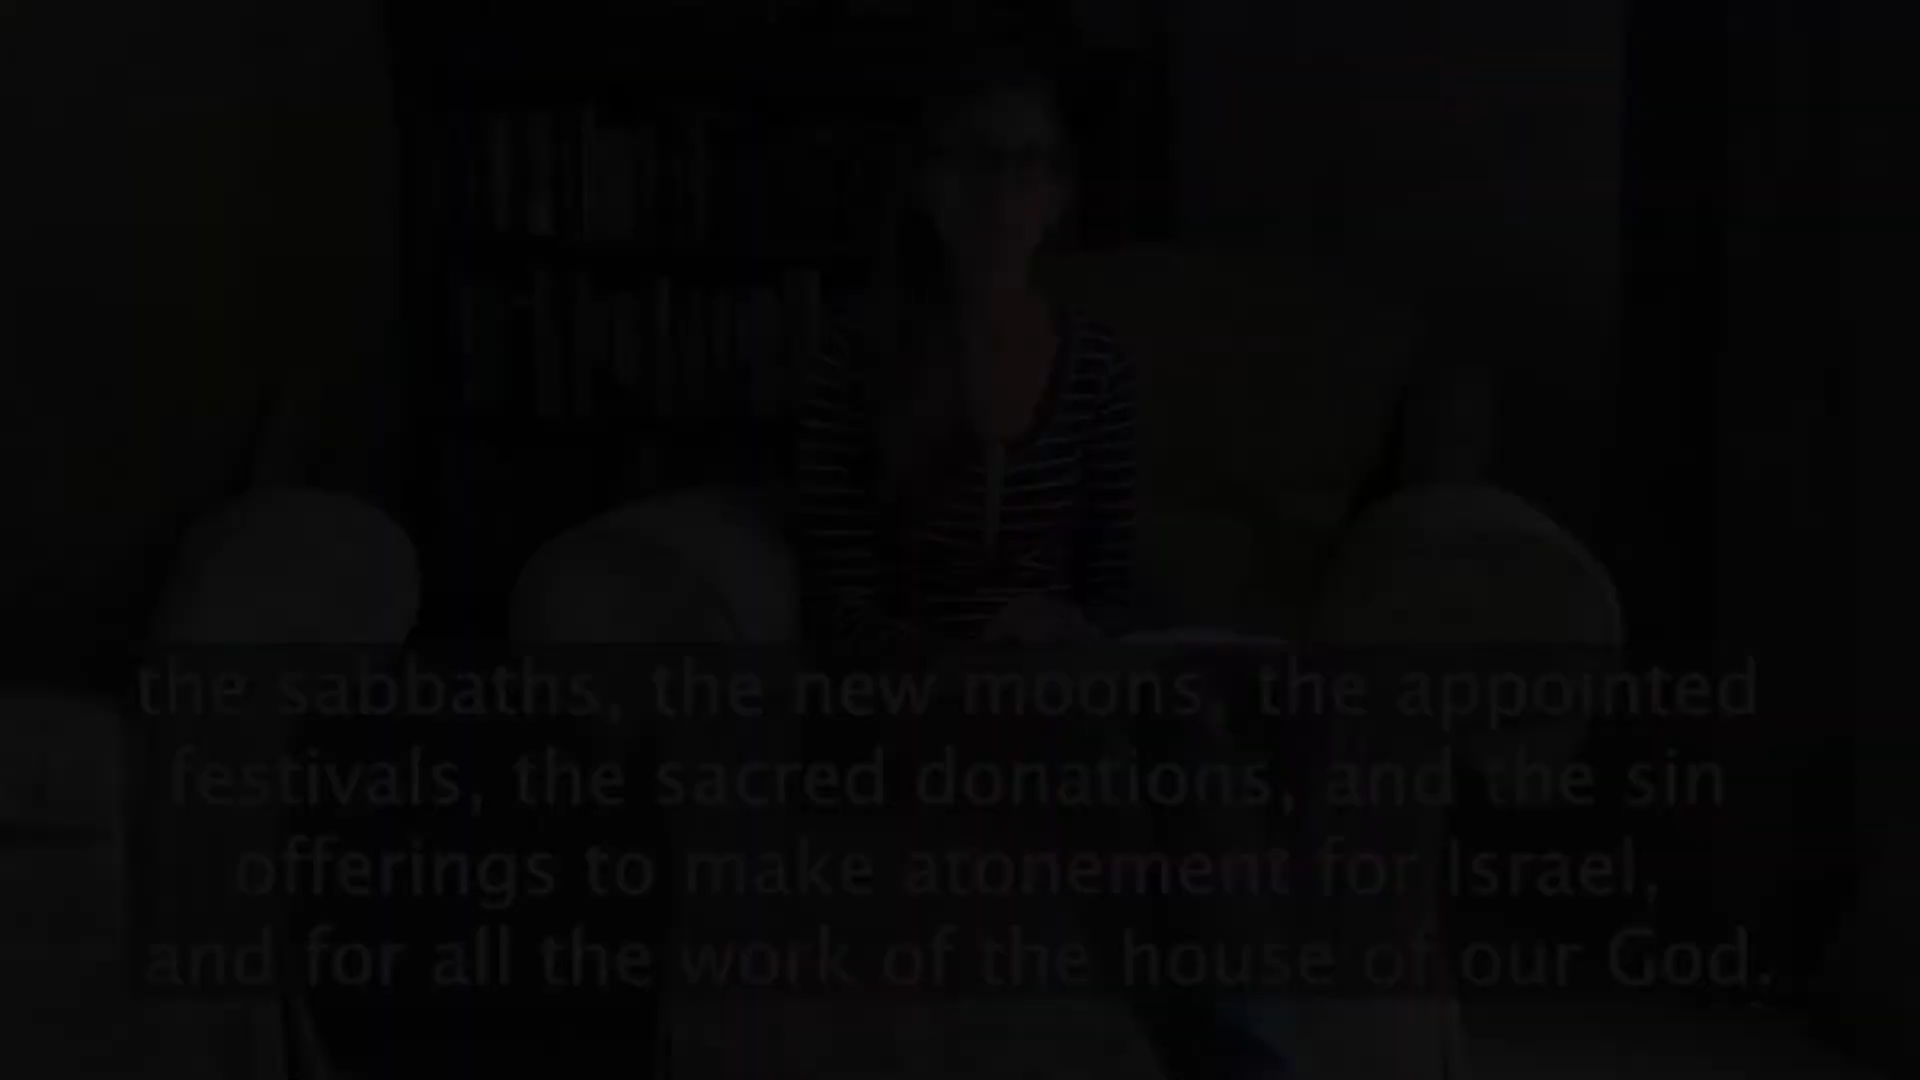 the sabbaths, the new moons, the appointed
festivals, the sacred donations, and the sin
offerings to make atonement for Israel,
and for all the work of the house of our God.